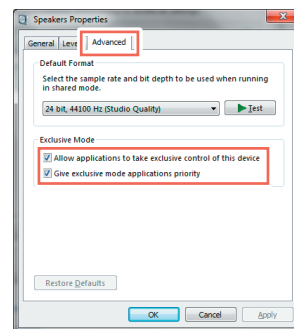 Speakers Properties
General Leve Advanced
Default Format
Select the sample rate and bit depth to be used when running
in shared mode.
24 bit, 44100 Hz (Studio Quality) Test
Exclusive Mode
Allow applications to take exclusive control of this device
Give exclusive mode applications priority
Restore Defaults
OK Cancel Apply